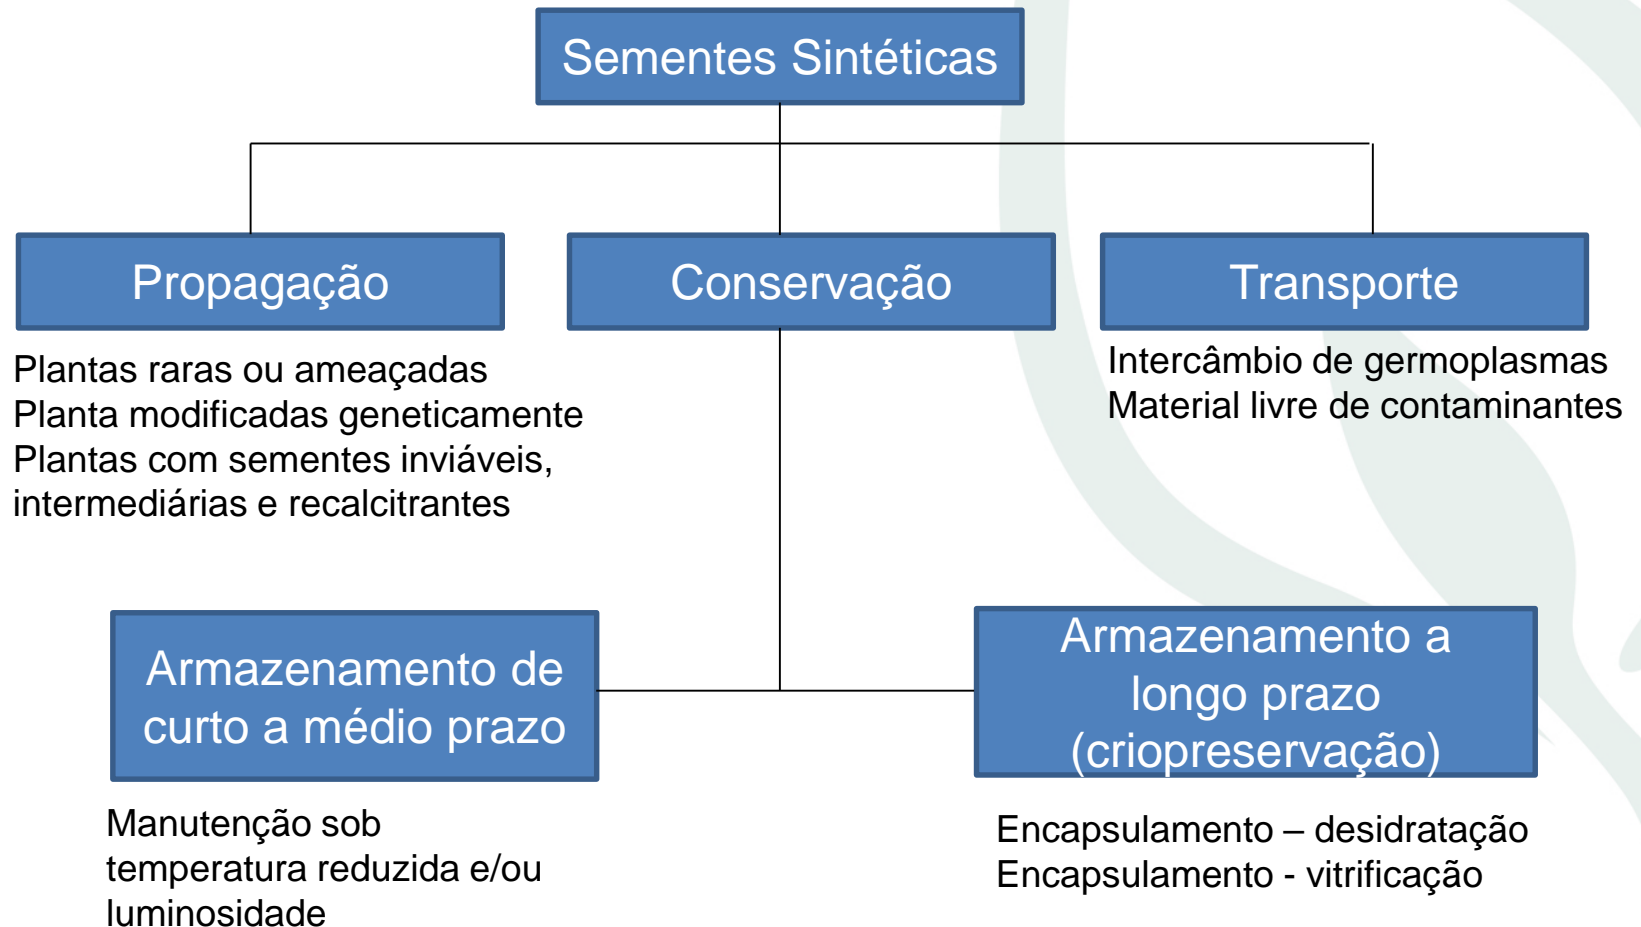 Sementes Sintéticas
Propagação
Conservação
Transporte
Plantas raras ou ameaçadas
Planta modificadas geneticamente
Plantas com sementes inviáveis,
intermediárias e recalcitrantes
Intercâmbio de germoplasmas
Material livre de contaminantes
Armazenamento de
curto a médio prazo
Armazenamento a
longo prazo
(criopreservação)
Manutenção sob
temperatura reduzida e/ou
luminosidade
Encapsulamento – desidratação
Encapsulamento - vitrificação